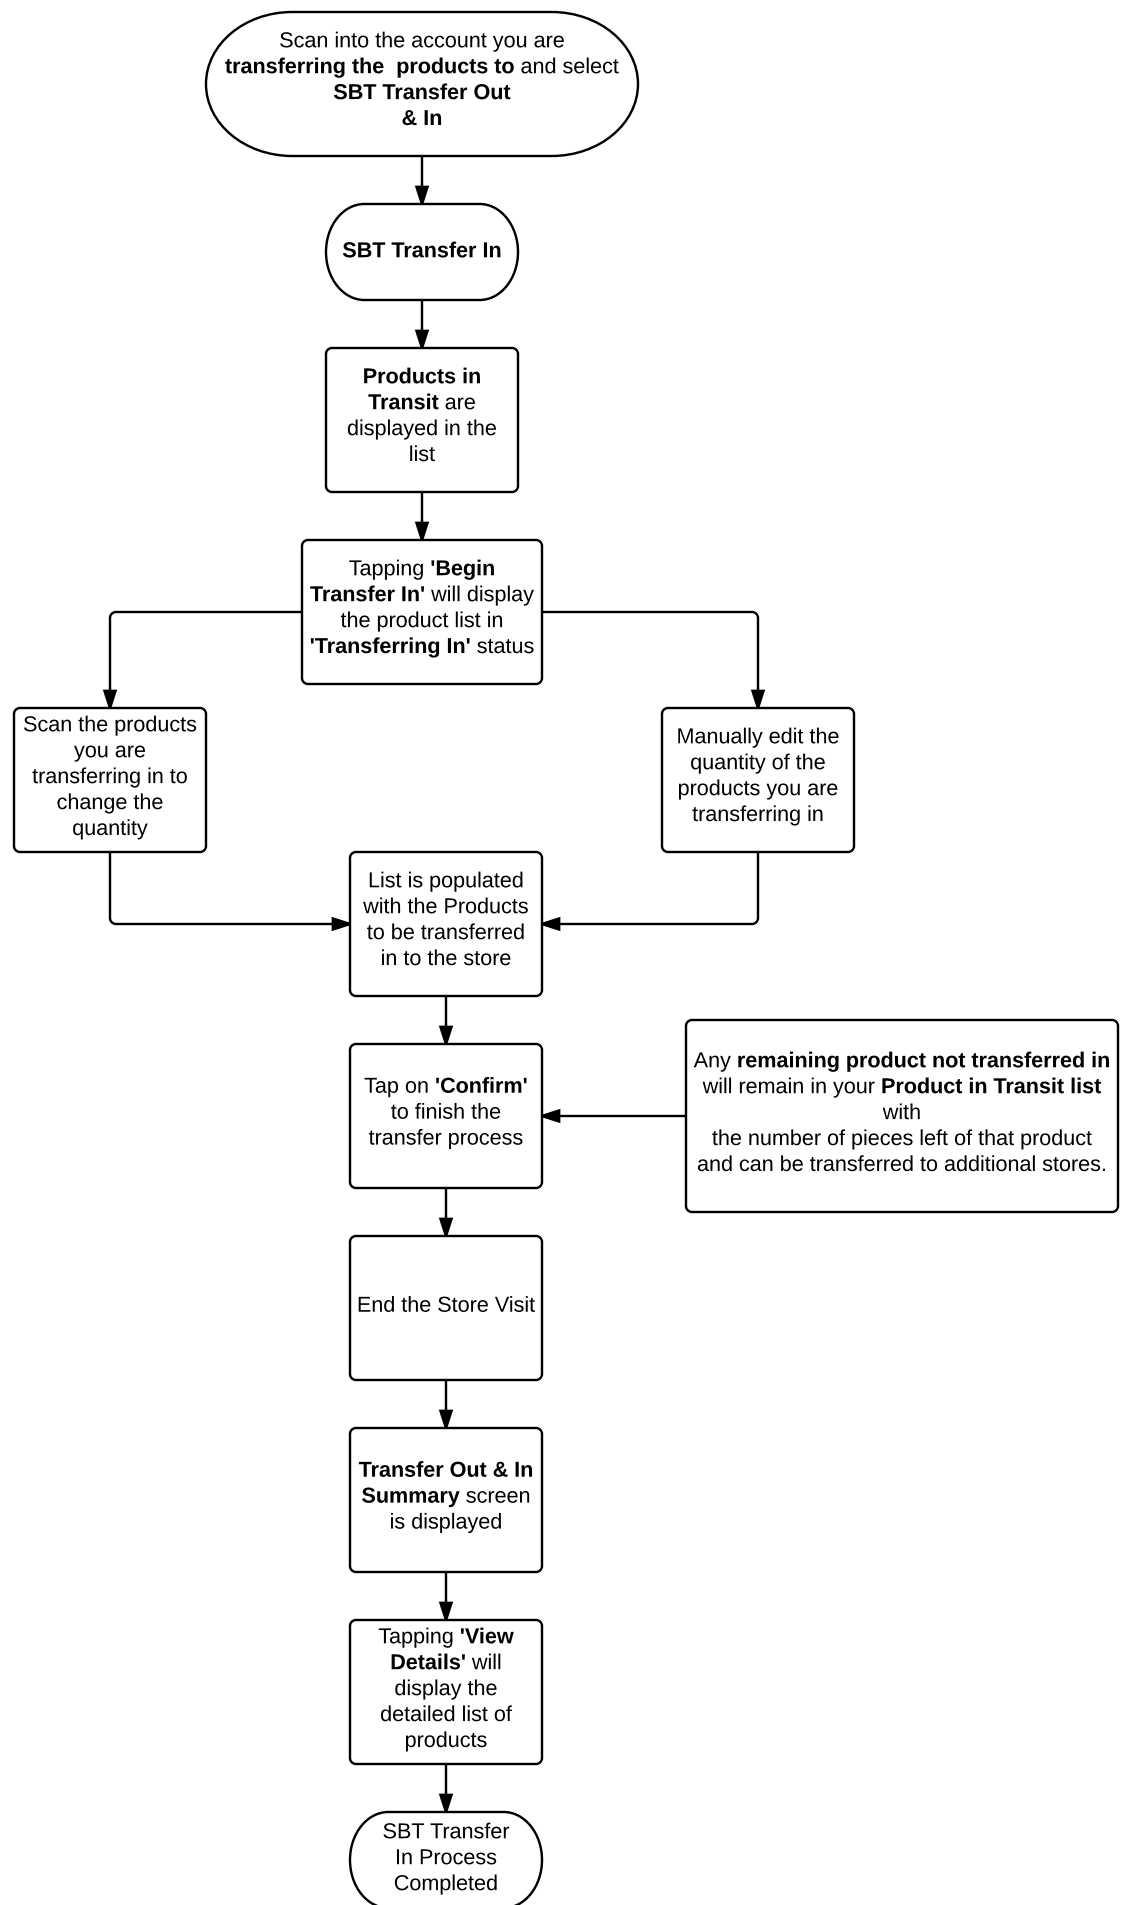 Scan into the account you are
transferring the  products to and select
SBT Transfer Out
& In
SBT Transfer In
Products in
Transit are
displayed in the
list
Tapping 'Begin
Transfer In' will display
the product list in
'Transferring In' status
Scan the products
you are
transferring in to
change the
quantity
Manually edit the
quantity of the
products you are
transferring in
List is populated
with the Products
to be transferred
in to the store
Tap on 'Confirm'
to finish the
transfer process
Any remaining product not transferred in
will remain in your Product in Transit list
with
the number of pieces left of that product
and can be transferred to additional stores.
End the Store Visit
Transfer Out & In
Summary screen
is displayed
Tapping 'View
Details' will
display the
detailed list of
products
SBT Transfer
In Process
Completed